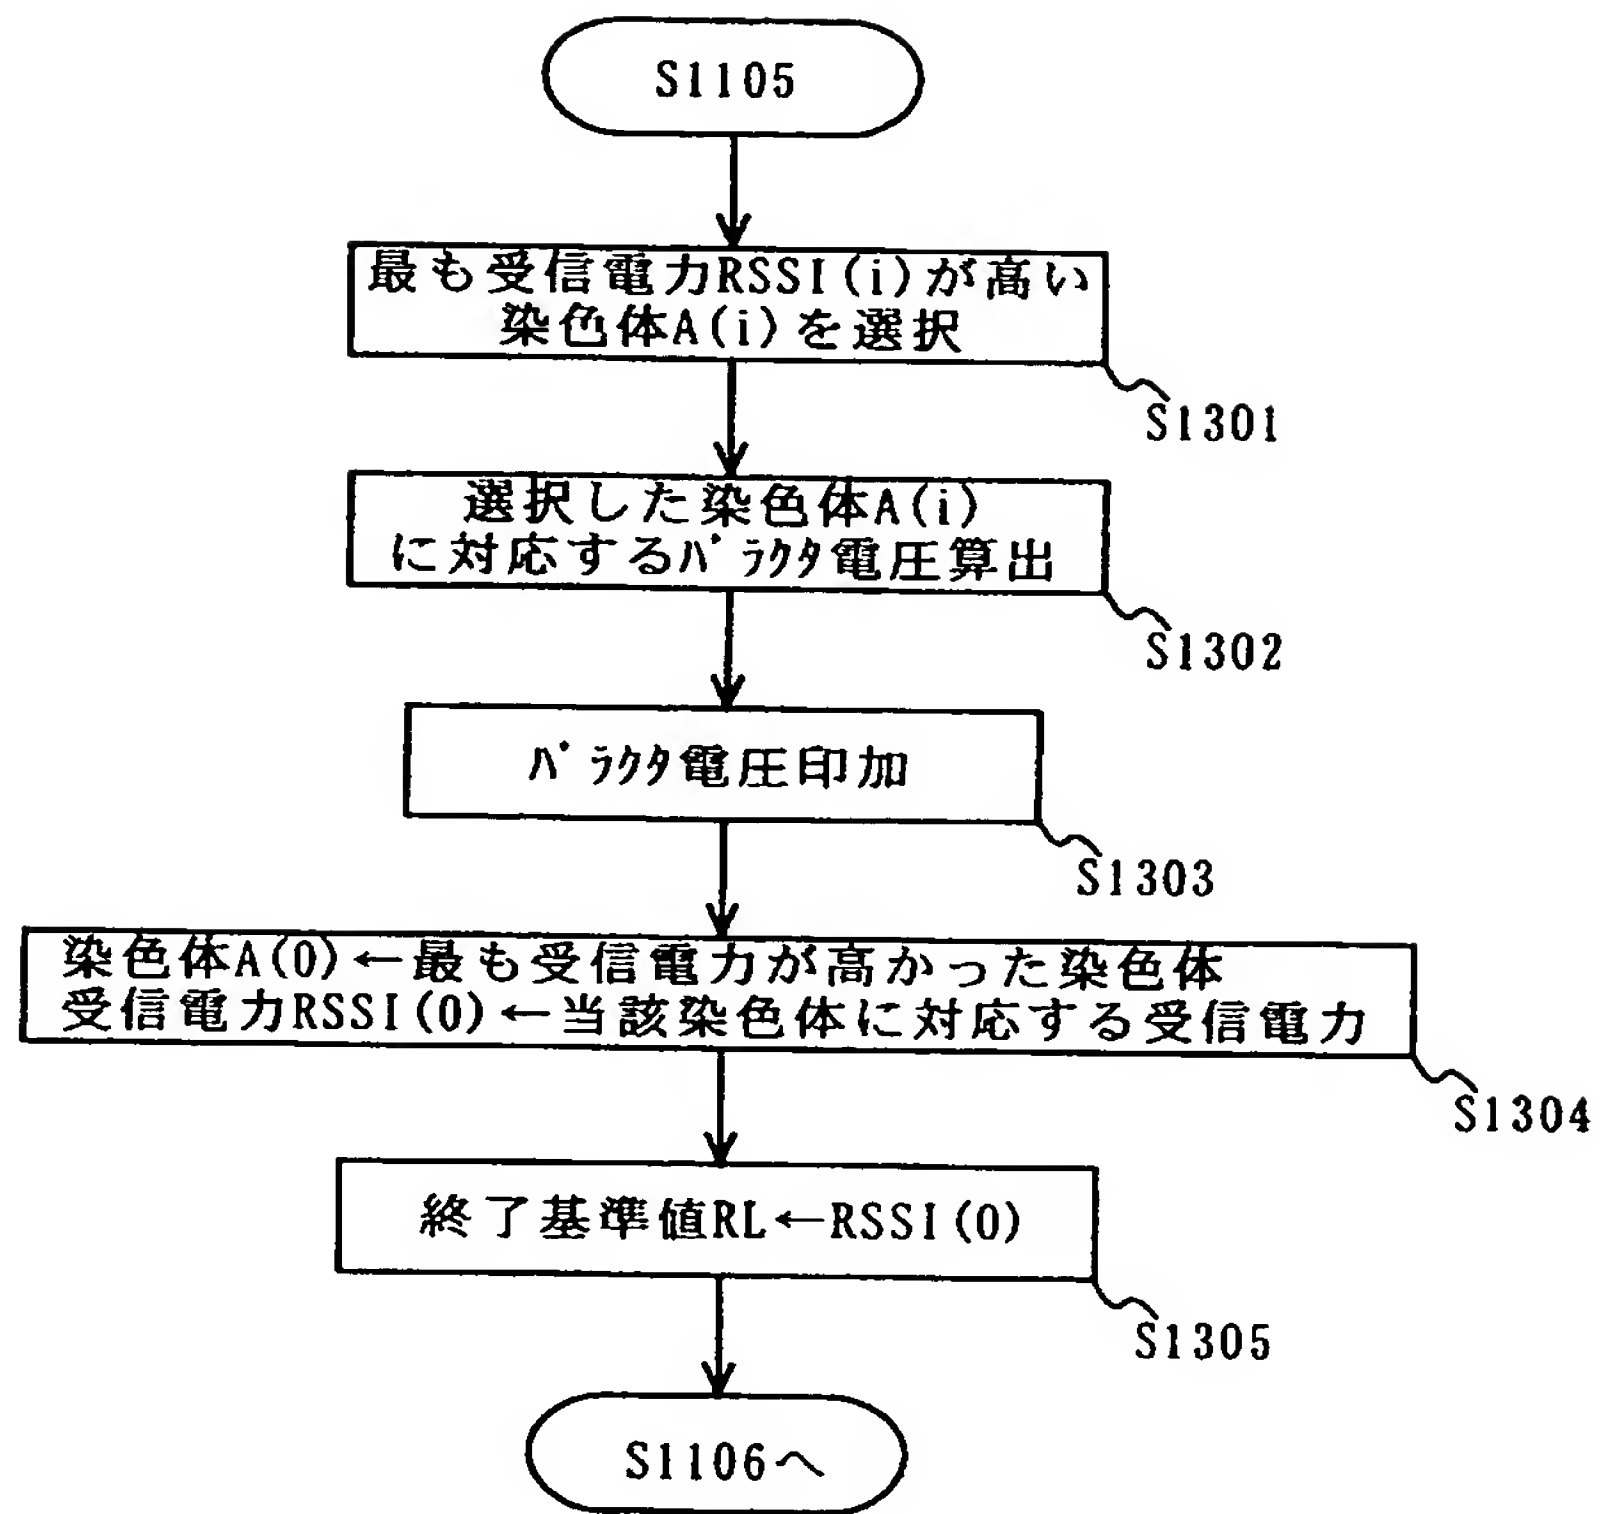 S1105
最も受信電力RSSI(i)が高い
染色体A(i)を選択
S1301
選択した染色体A(i)
に対応するﾊﾞﾗｸﾀ電圧算出
S1302
ﾊﾞﾗｸﾀ電圧印加
S1303
染色体A(0)←最も受信電力が高かった染色体
受信電力RSSI(0)←当該染色体に対応する受信電力
S1304
終了基準値RL←RSSI(0)
S1305
S1106へ